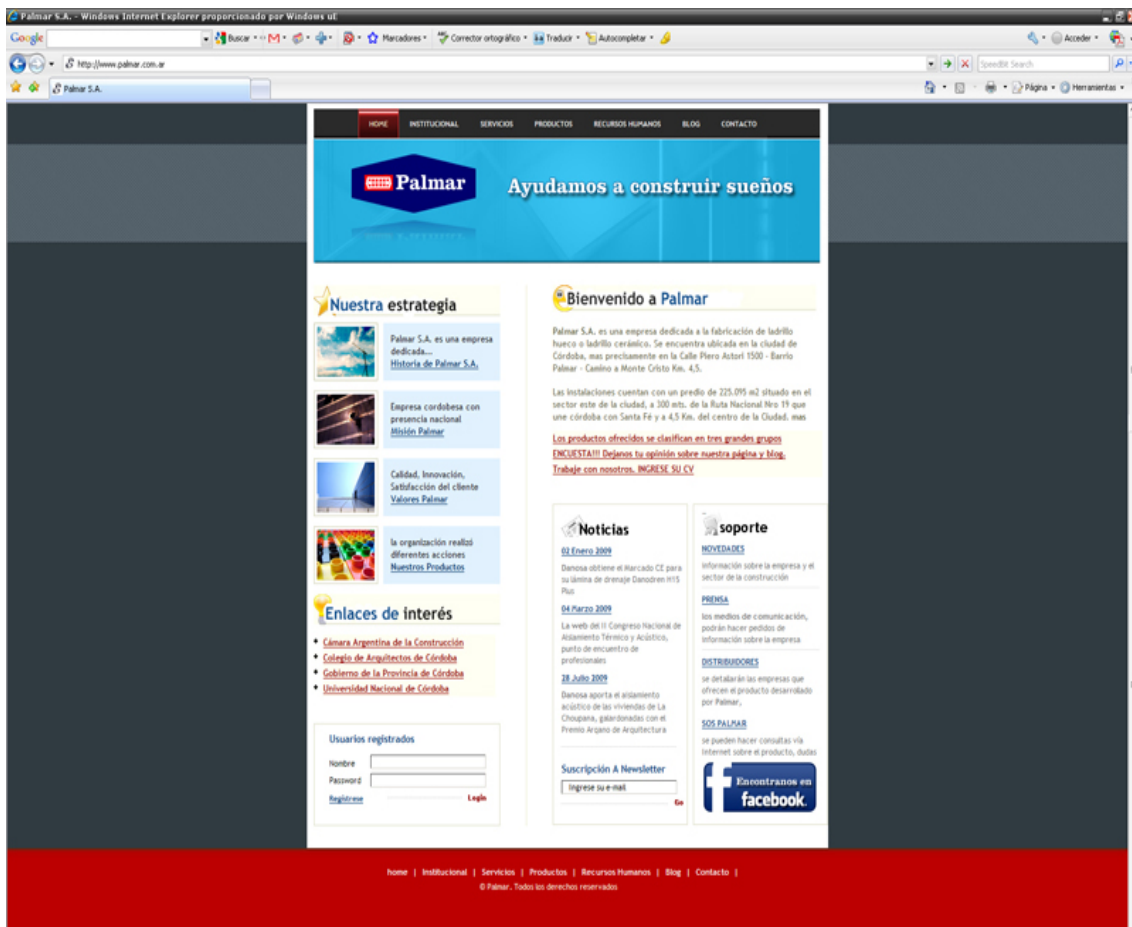 Palmar S.A. - Windows Internet Explorer proporcionado por Windows uE
Google
Buscar
Marcadores
Corrector ortográfico
Traducir
Autocompletar
Acceder
http://www.palmar.com.ar
Speedbit Search
Palmar S.A.
Página
Herramientas
HOME INSTITUCIONAL SERVICIOS PRODUCTOS RECURSOS HUMANOS BLOG CONTACTO
Palmar
Ayudamos a construir sueños
Nuestra estrategia
Palmar S.A. es una empresa
dedicada...
Historia de Palmar S.A.
Empresa cordobesa con
presencia nacional
Misión Palmar
Calidad, Innovación,
Satisfacción del cliente
Valores Palmar
la organización realizó
diferentes acciones
Nuestros Productos
Enlaces de interés
Cámara Argentina de la Construcción
Colegio de Arquitectos de Córdoba
Gobierno de la Provincia de Córdoba
Universidad Nacional de Córdoba
Usuarios registrados
Nombre
Password
Regístrese
Login
Bienvenido a Palmar
Palmar S.A. es una empresa dedicada a la fabricación de ladrillo
hueco o ladrillo cerámico. Se encuentra ubicada en la ciudad de
Córdoba, mas precisamente en la Calle Piero Astori 1500 - Barrio
Palmar - Camino a Monte Cristo Km. 4,5.
Las instalaciones cuentan con un predio de 225.095 m2 situado en el
sector este de la ciudad, a 300 mts. de la Ruta Nacional Nro 19 que
une córdoba con Santa Fé y a 4,5 Km. del centro de la Ciudad. mas
Los productos ofrecidos se clasifican en tres grandes grupos
ENCUESTA!!! Dejanos tu opinión sobre nuestra página y blog.
Trabaje con nosotros. INGRESE SU CV
Noticias
02 Enero 2009
Danosa obtiene el Marcado CE para
su lámina de drenaje Danodren H15
Plus
04 Marzo 2009
La web del II Congreso Nacional de
Aislamiento Térmico y Acústico,
punto de encuentro de
profesionales
28 Julio 2009
Danosa aporta el aislamiento
acústico de las viviendas de La
Choupana, galardonadas con el
Premio Argano de Arquitectura
Suscripción A Newsletter
Ingrese su e-mail
Go
soporte
NOVEDADES
información sobre la empresa y el
sector de la construcción
PRENSA
los medios de comunicación,
podrán hacer pedidos de
información sobre la empresa
DISTRIBUIDORES
se detallarán las empresas que
ofrecen el producto desarrollado
por Palmar,
SOS PALMAR
se pueden hacer consultas vía
Internet sobre el producto, dudas
Encontranos en
facebook.
home | Institucional | Servicios | Productos | Recursos Humanos | Blog | Contacto |
© Palmar. Todos los derechos reservados